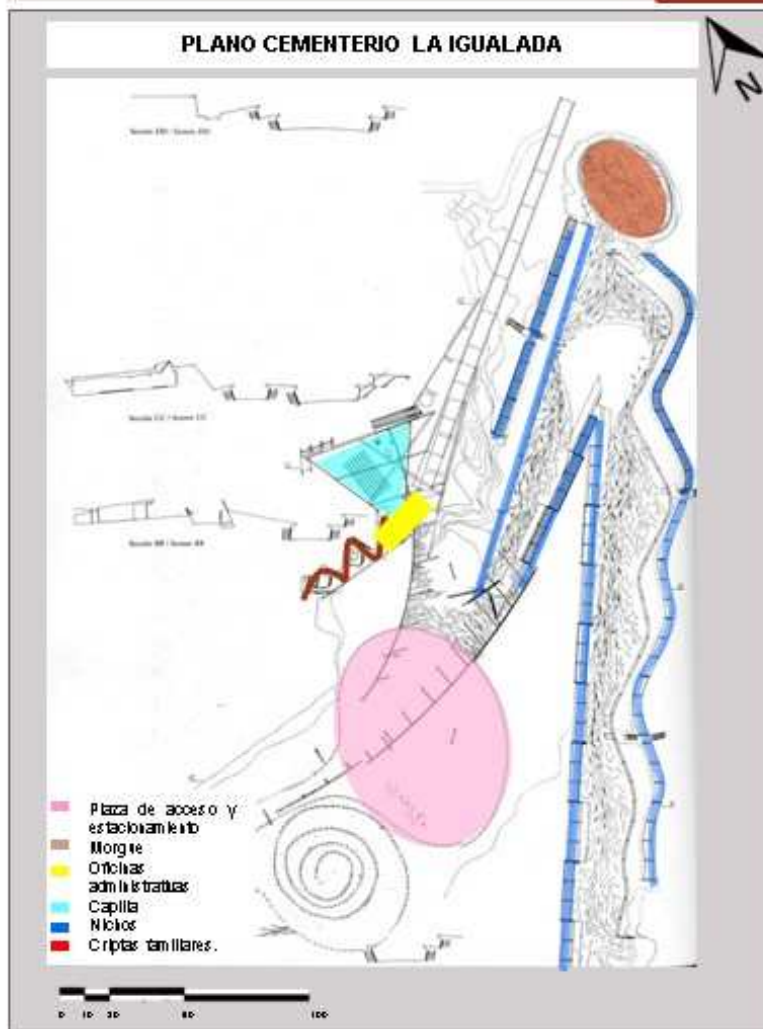 PLANO CEMENTERIO LA IGUALADA
N
Plaza de acceso y
estacionamiento
Morgue
Oficinas
administrativas
Capilla
Nichos
Criptas familiares.
0 10 20 50 100